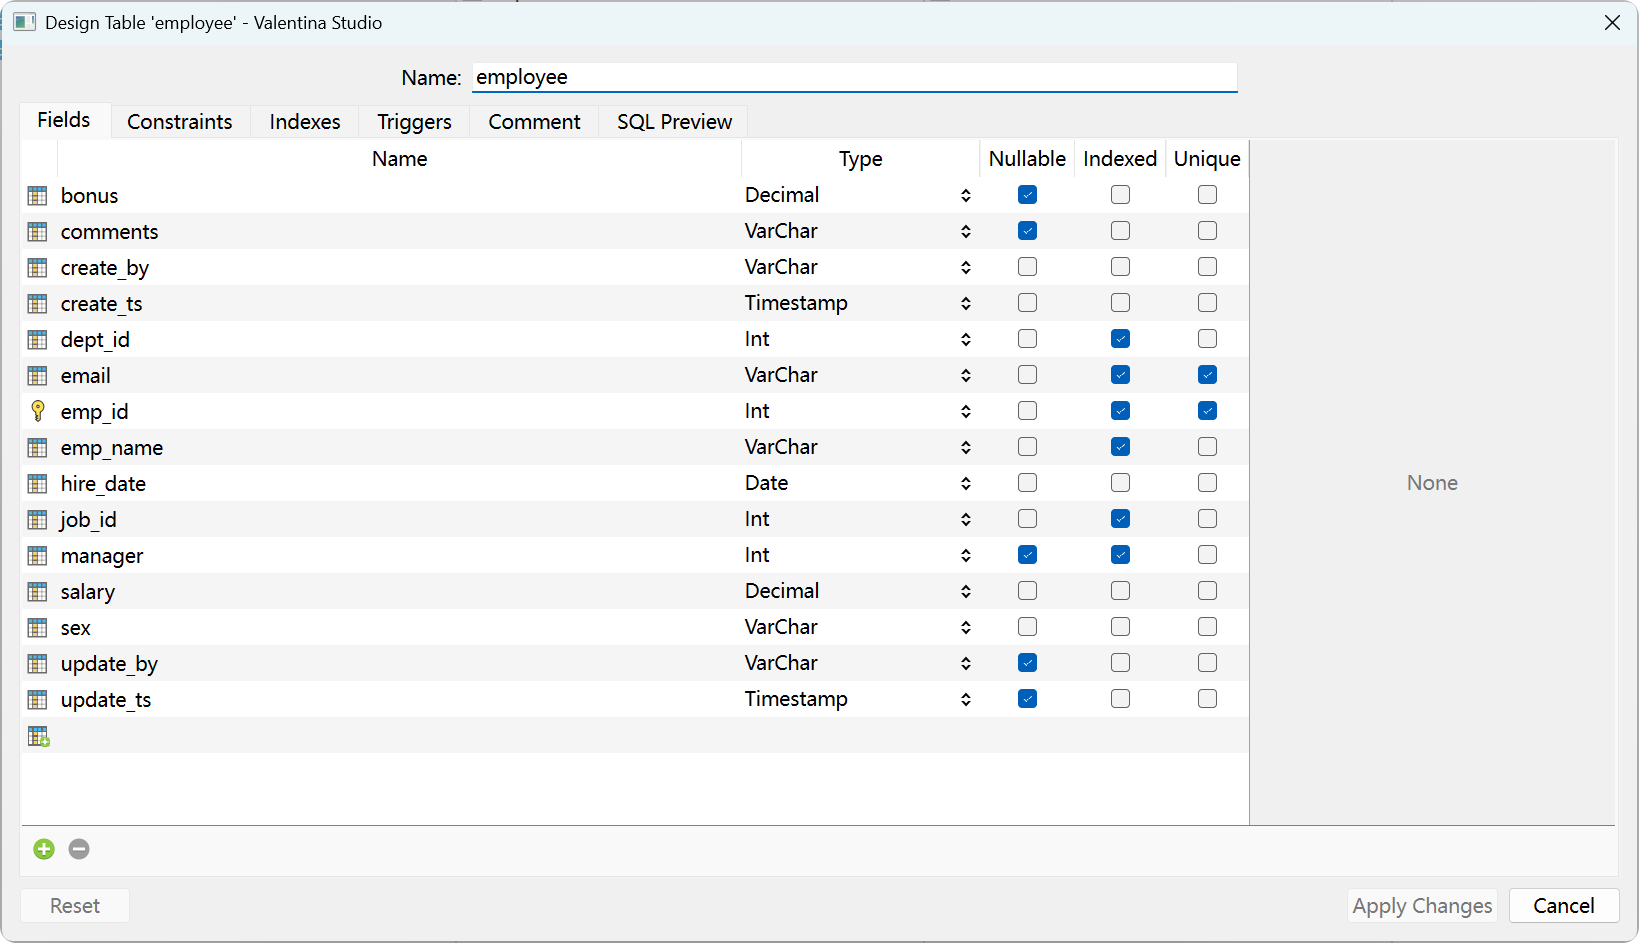 Design Table 'employee' - Valentina Studio
Name: employee
Fields Constraints Indexes Triggers Comment SQL Preview
Name Type Nullable Indexed Unique
bonus Decimal
comments VarChar
create_by VarChar
create_ts Timestamp
dept_id Int
email VarChar
emp_id Int
emp_name VarChar
hire_date Date
None
job_id Int
manager Int
salary Decimal
sex VarChar
update_by VarChar
update_ts Timestamp
Reset Apply Changes Cancel